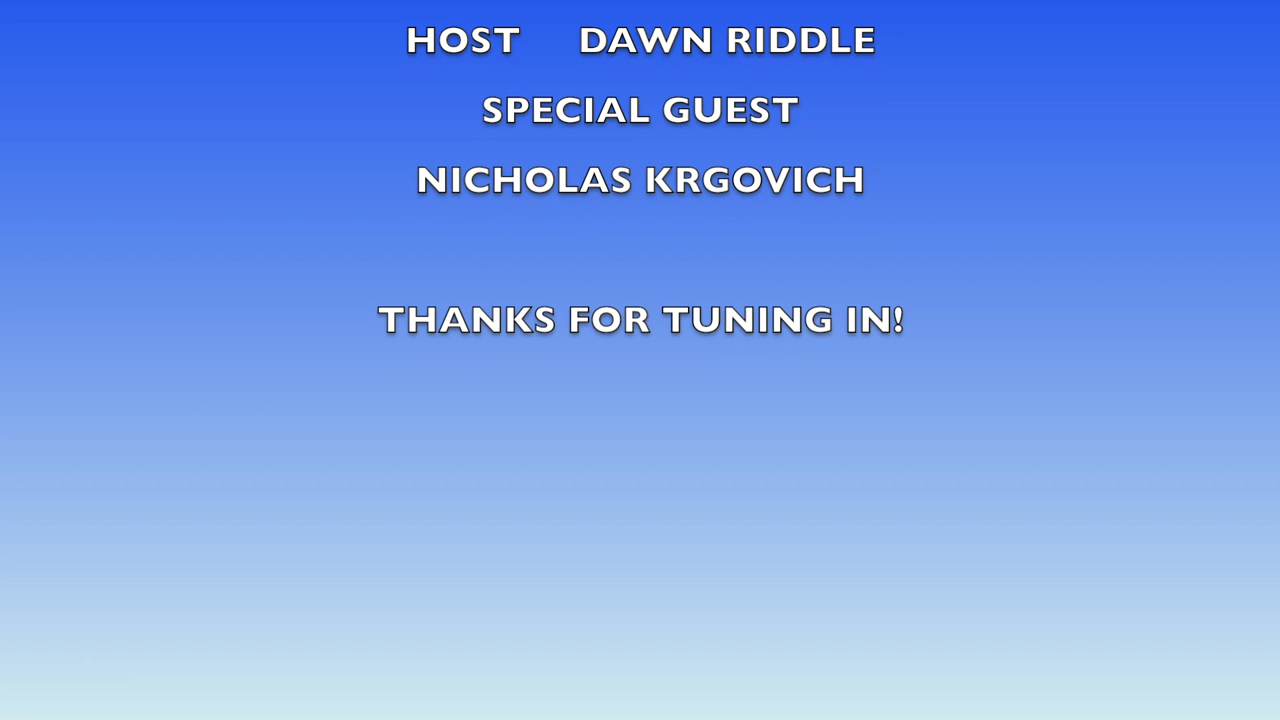 HOST DAWN RIDDLE
SPECIAL GUEST
NICHOLAS KRGOVICH
THANKS FOR TUNING IN!